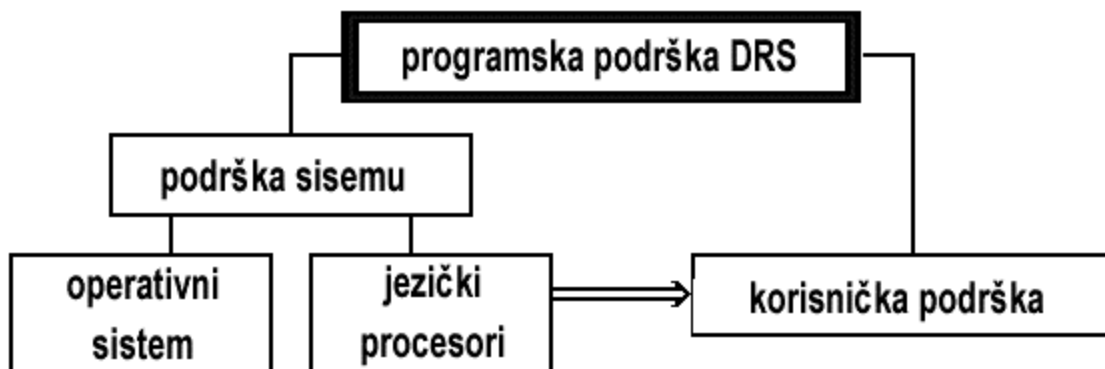 programska podrška DRS
podrška sisemu
operativni
sistem
jezički
procesori
korisnička podrška